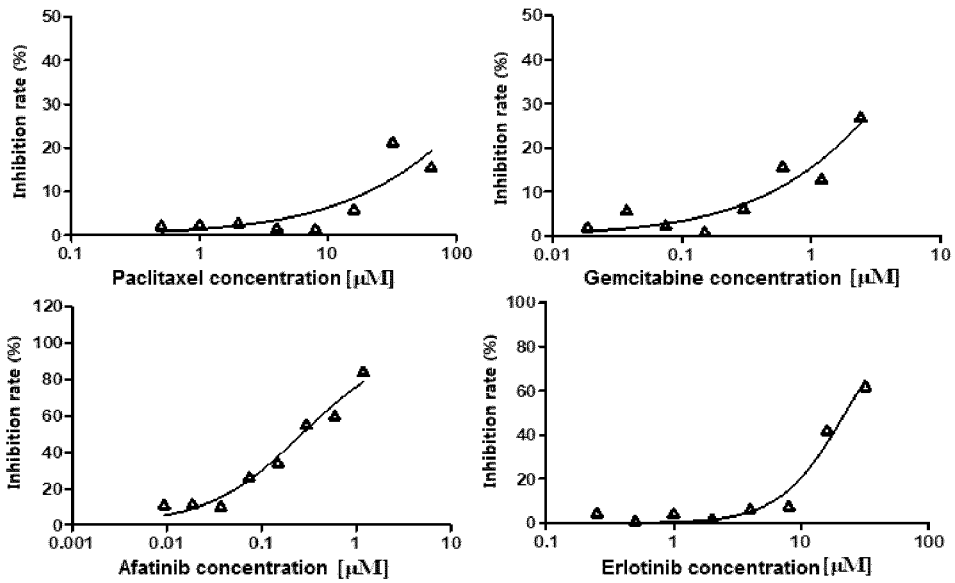 50
40
30
20
10
0
Inhibition rate (%)
0.1 1 10 100
Paclitaxel concentration [µM]
50
40
30
20
10
0
Inhibition rate (%)
0.01 0.1 1 10
Gemcitabine concentration [µM]
120
100
80
60
40
20
0
Inhibition rate (%)
0.001 0.01 0.1 1 10
Afatinib concentration [µM]
100
80
60
40
20
0
Inhibition rate (%)
0.1 1 10 100
Erlotinib concentration [µM]